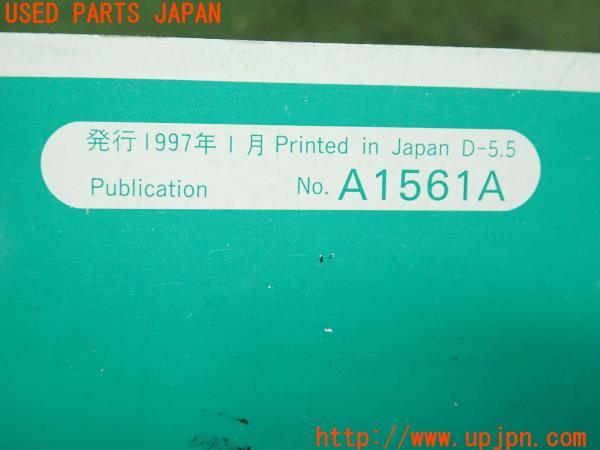 USED PARTS JAPAN
発行1997年1月 Printed in Japan D-5.5
Publication No. A1561A
http://www.upjpn.com/